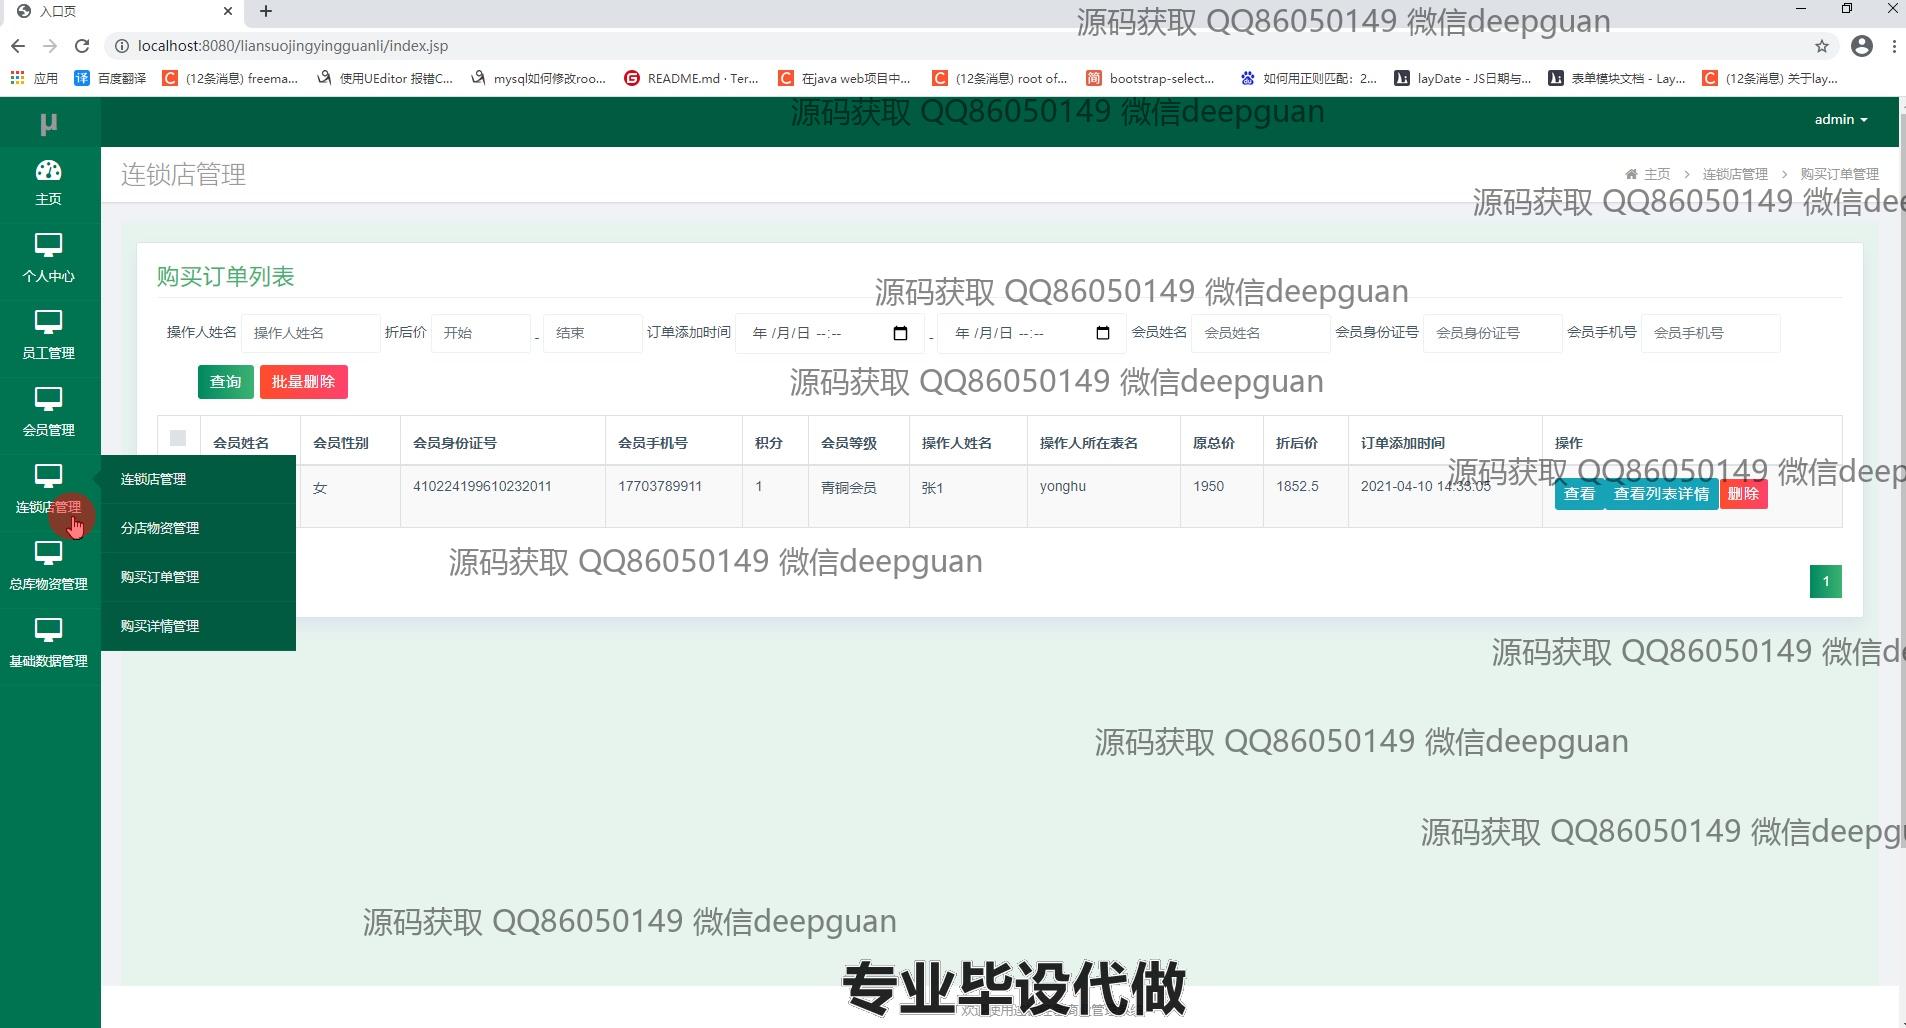 入口页
源码获取 QQ86050149 微信deepguan
localhost:8080/liansuojingyingguanli/index.jsp
应用 百度翻译 (12条消息) freema... 使用UEditor 报错C... mysql如何修改roo... README.md · Ter... 在java web项目中... (12条消息) root of... bootstrap-select... 如何用正则匹配：2... layDate - JS日期与... 表单模块文档 - Lay... (12条消息) 关于lay...
源码获取 QQ86050149 微信deepguan
µ
admin
主页
连锁店管理
主页 > 连锁店管理 > 购买订单管理
源码获取 QQ86050149 微信dee
个人中心
购买订单列表
源码获取 QQ86050149 微信deepguan
员工管理
操作人姓名 操作人姓名 折后价 开始 - 结束 订单添加时间 年 /月/日 --:-- - 年 /月/日 --:-- 会员姓名 会员姓名 会员身份证号 会员身份证号 会员手机号 会员手机号
查询 批量删除
源码获取 QQ86050149 微信deepguan
会员管理
会员姓名 会员性别 会员身份证号 会员手机号 积分 会员等级 操作人姓名 操作人所在表名 原总价 折后价 订单添加时间 操作
源码获取 QQ86050149 微信deep
女 410224199610232011 17703789911 1 青铜会员 张1 yonghu 1950 1852.5 2021-04-10 14:33:05 查看 查看列表详情 删除
连锁店管理
连锁店管理
分店物资管理
购买订单管理
购买详情管理
源码获取 QQ86050149 微信deepguan
总库物资管理
1
基础数据管理
源码获取 QQ86050149 微信de
源码获取 QQ86050149 微信deepguan
源码获取 QQ86050149 微信deepgu
源码获取 QQ86050149 微信deepguan
专业毕设代做